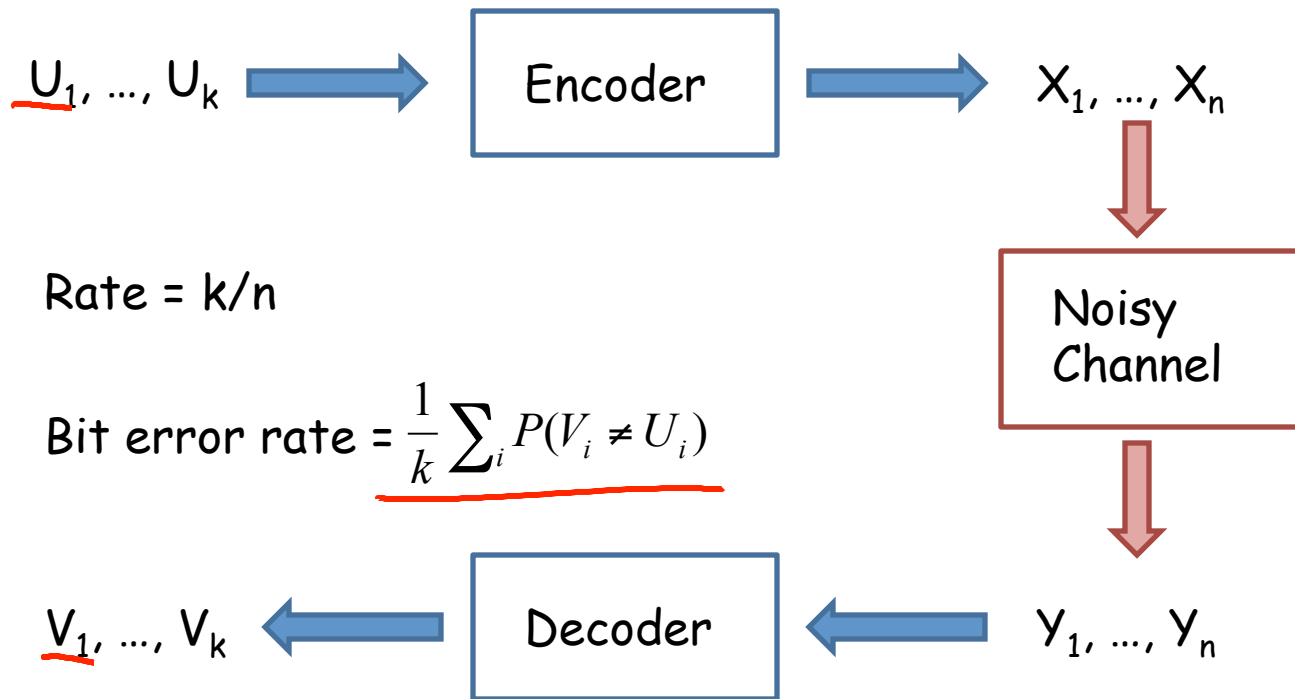 U₁, ..., Uₖ
Encoder
X₁, ..., Xₙ
Rate = k/n
Noisy
Channel
Bit error rate = 1/k ∑ᵢ P(Vᵢ ≠ Uᵢ)
V₁, ..., Vₖ
Decoder
Y₁, ..., Yₙ